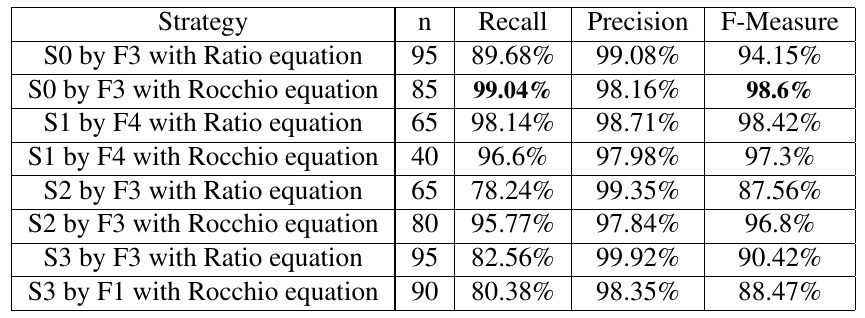 Strategy n Recall Precision F-Measure
S0 by F3 with Ratio equation 95 89.68% 99.08% 94.15%
S0 by F3 with Rocchio equation 85 99.04% 98.16% 98.6%
S1 by F4 with Ratio equation 65 98.14% 98.71% 98.42%
S1 by F4 with Rocchio equation 40 96.6% 97.98% 97.3%
S2 by F3 with Ratio equation 65 78.24% 99.35% 87.56%
S2 by F3 with Rocchio equation 80 95.77% 97.84% 96.8%
S3 by F3 with Ratio equation 95 82.56% 99.92% 90.42%
S3 by F1 with Rocchio equation 90 80.38% 98.35% 88.47%